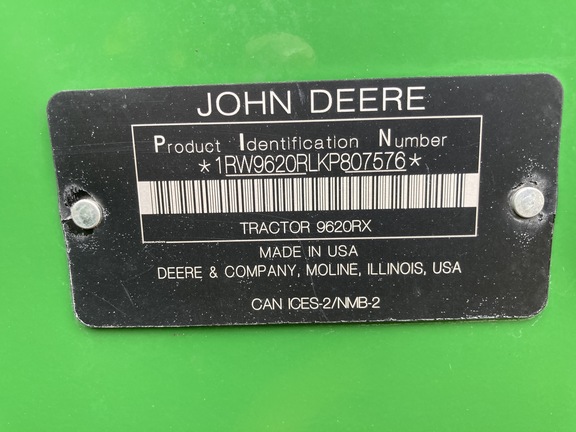 JOHN DEERE
Product Identification Number
*1RW9620RLKP807576*
TRACTOR 9620RX
MADE IN USA
DEERE & COMPANY, MOLINE, ILLINOIS, USA
CAN ICES-2/NMB-2